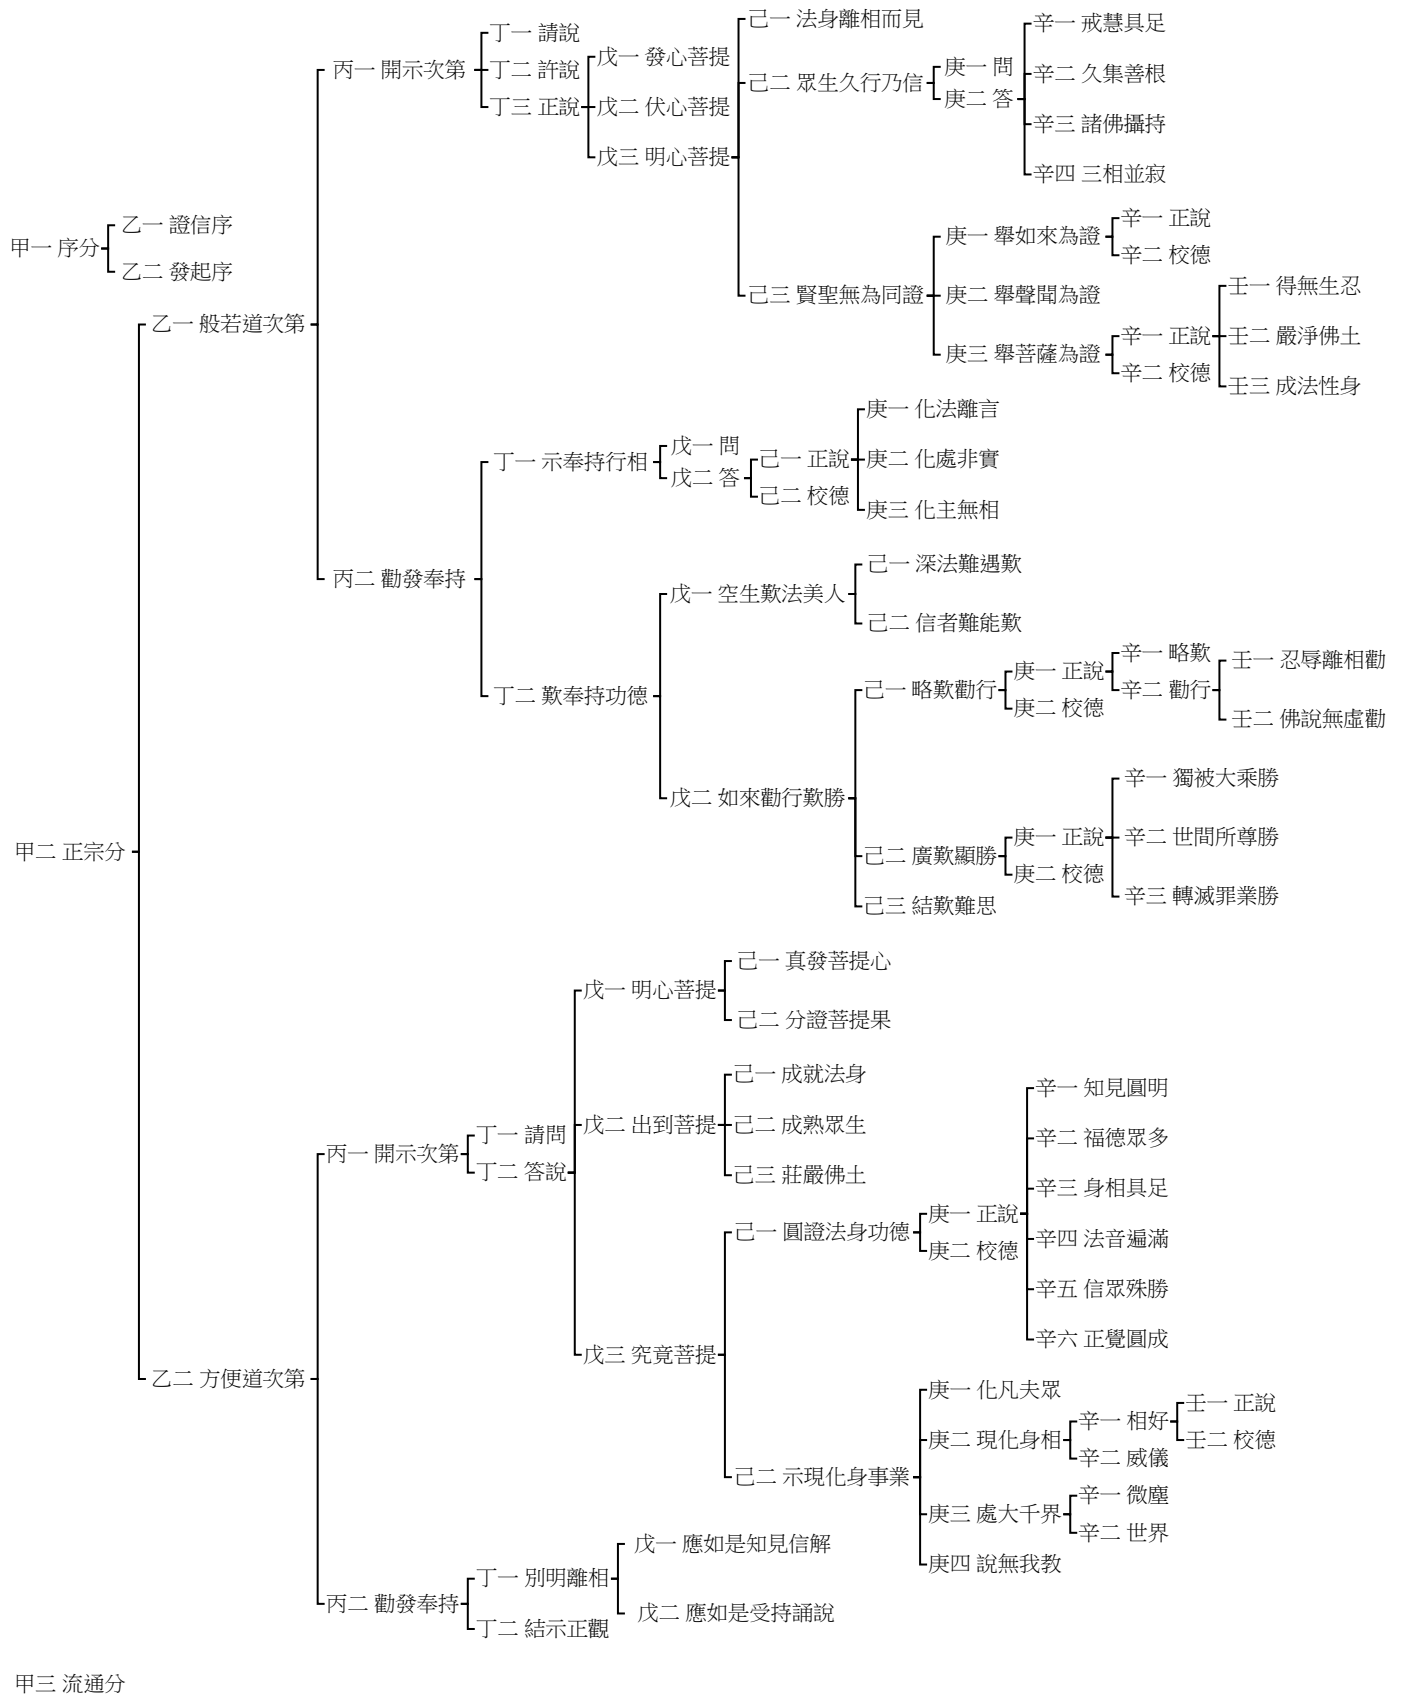 甲一 序分
乙一 證信序
乙二 發起序
甲二 正宗分
乙一 般若道次第
丙一 開示次第
丁一 請說
丁二 許說
丁三 正說
戊一 發心菩提
戊二 伏心菩提
戊三 明心菩提
己一 法身離相而見
己二 眾生久行乃信
庚一 問
庚二 答
辛一 戒慧具足
辛二 久集善根
辛三 諸佛攝持
辛四 三相並寂
己三 賢聖無為同證
庚一 舉如來為證
辛一 正說
辛二 校德
庚二 舉聲聞為證
庚三 舉菩薩為證
辛一 正說
壬一 得無生忍
壬二 嚴淨佛土
壬三 成法性身
辛二 校德
丙二 勸發奉持
丁一 示奉持行相
戊一 問
戊二 答
己一 正說
庚一 化法離言
庚二 化處非實
庚三 化主無相
己二 校德
丁二 歎奉持功德
戊一 空生歎法美人
己一 深法難遇歎
己二 信者難能歎
戊二 如來勸行歎勝
己一 略歎勸行
庚一 正說
辛一 略歎
辛二 勸行
壬一 忍辱離相勸
壬二 佛說無虛勸
庚二 校德
己二 廣歎顯勝
庚一 正說
辛一 獨被大乘勝
辛二 世間所尊勝
辛三 轉滅罪業勝
庚二 校德
己三 結歎難思
乙二 方便道次第
丙一 開示次第
丁一 請問
丁二 答說
戊一 明心菩提
己一 真發菩提心
己二 分證菩提果
戊二 出到菩提
己一 成就法身
己二 成熟眾生
己三 莊嚴佛土
戊三 究竟菩提
己一 圓證法身功德
庚一 正說
辛一 知見圓明
辛二 福德眾多
辛三 身相具足
辛四 法音遍滿
辛五 信眾殊勝
辛六 正覺圓成
庚二 校德
己二 示現化身事業
庚一 化凡夫眾
庚二 現化身相
辛一 相好
壬一 正說
壬二 校德
辛二 威儀
庚三 處大千界
辛一 微塵
辛二 世界
庚四 說無我教
丙二 勸發奉持
丁一 別明離相
戊一 應如是知見信解
戊二 應如是受持誦說
丁二 結示正觀
甲三 流通分